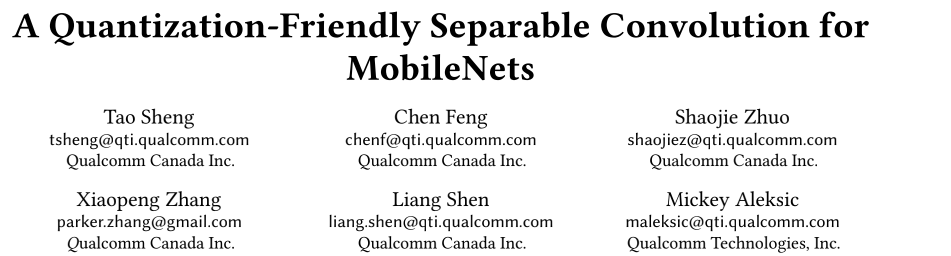 A Quantization-Friendly Separable Convolution for
MobileNets
Tao Sheng
tsheng@qti.qualcomm.com
Qualcomm Canada Inc.
Chen Feng
chenf@qti.qualcomm.com
Qualcomm Canada Inc.
Shaojie Zhuo
shaojiez@qti.qualcomm.com
Qualcomm Canada Inc.
Xiaopeng Zhang
parker.zhang@gmail.com
Qualcomm Canada Inc.
Liang Shen
liang.shen@qti.qualcomm.com
Qualcomm Canada Inc.
Mickey Aleksic
maleksic@qti.qualcomm.com
Qualcomm Technologies, Inc.